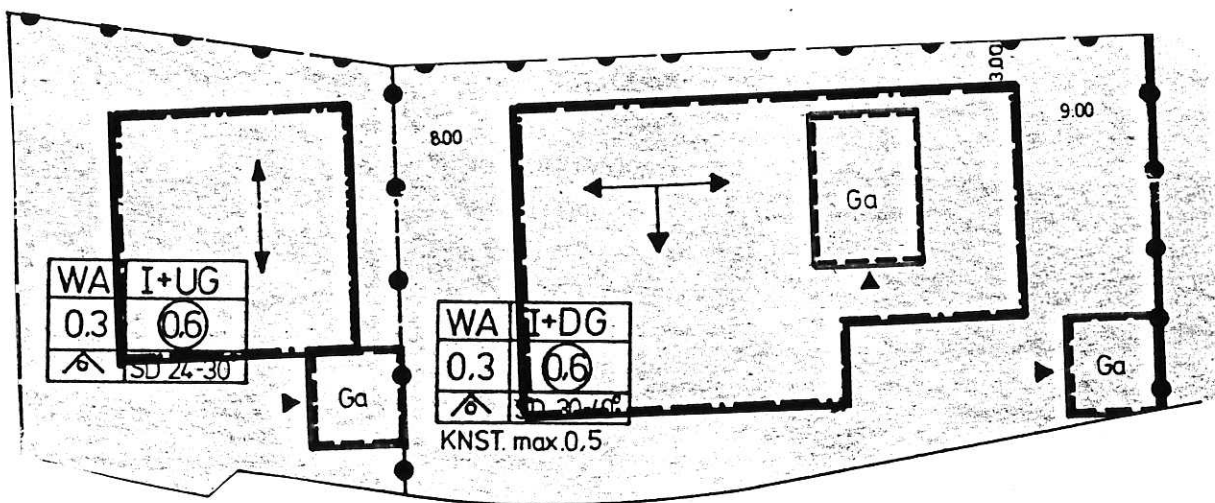 3.00
8.00
9.00
Ga
WA I+UG
0.3 0.6
o SD 24-30
Ga
WA I+DG
0.3 0.6
o SD 30-40°
KNST. max.0,5
Ga